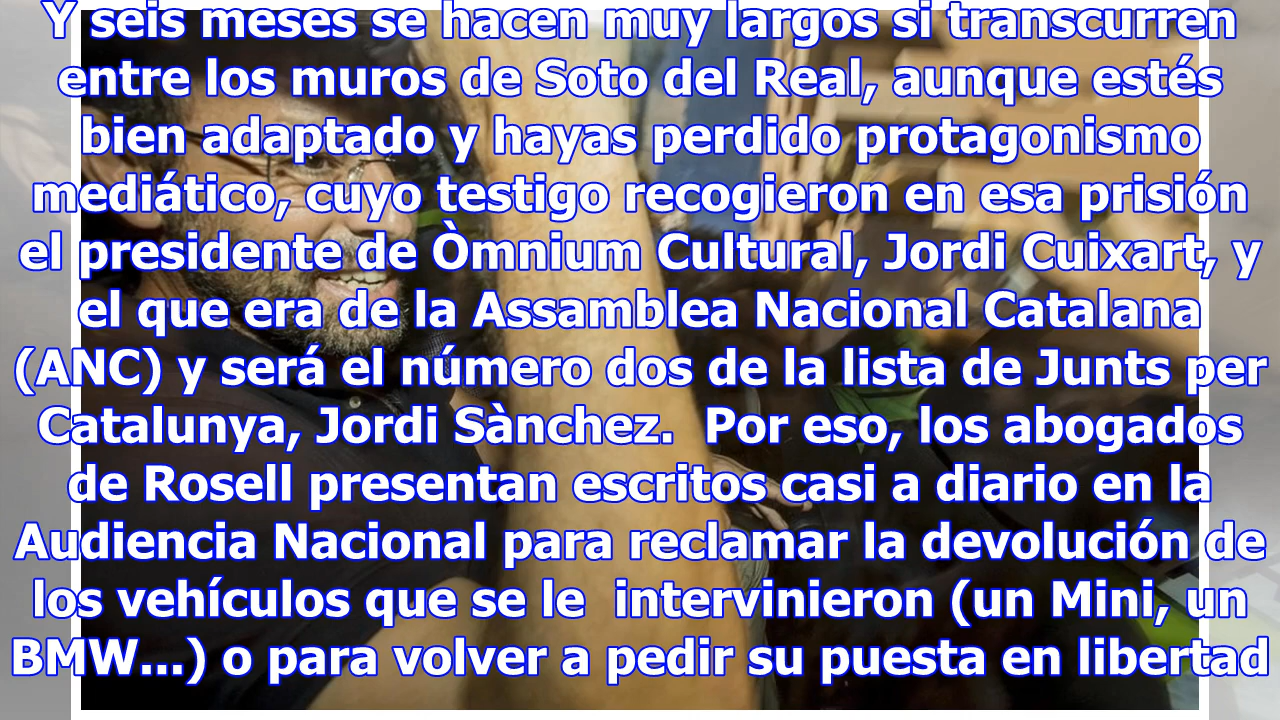 Y seis meses se hacen muy largos si transcurren
entre los muros de Soto del Real, aunque estés
bien adaptado y hayas perdido protagonismo
mediático, cuyo testigo recogieron en esa prisión
el presidente de Òmnium Cultural, Jordi Cuixart, y
el que era de la Assamblea Nacional Catalana
(ANC) y será el número dos de la lista de Junts per
Catalunya, Jordi Sànchez.  Por eso, los abogados
de Rosell presentan escritos casi a diario en la
Audiencia Nacional para reclamar la devolución de
los vehículos que se le  intervinieron (un Mini, un
BMW...) o para volver a pedir su puesta en libertad